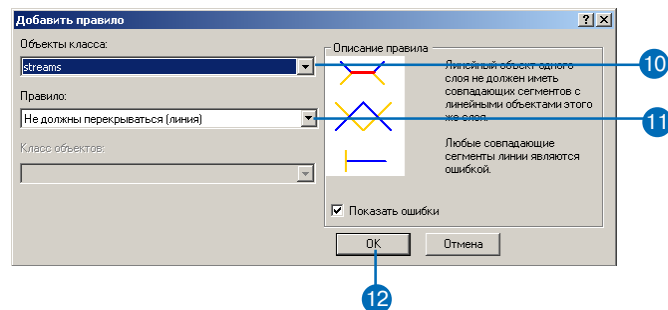 Добавить правило
Объекты класса:
streams
10
Правило:
Не должны перекрываться (линия)
11
Класс объектов:
Описание правила
Линейный объект одного
слоя не должен иметь
совпадающих сегментов с
линейными объектами этого
же слоя.
Любые совпадающие
сегменты линии являются
ошибкой.
Показать ошибки
OK
Отмена
12